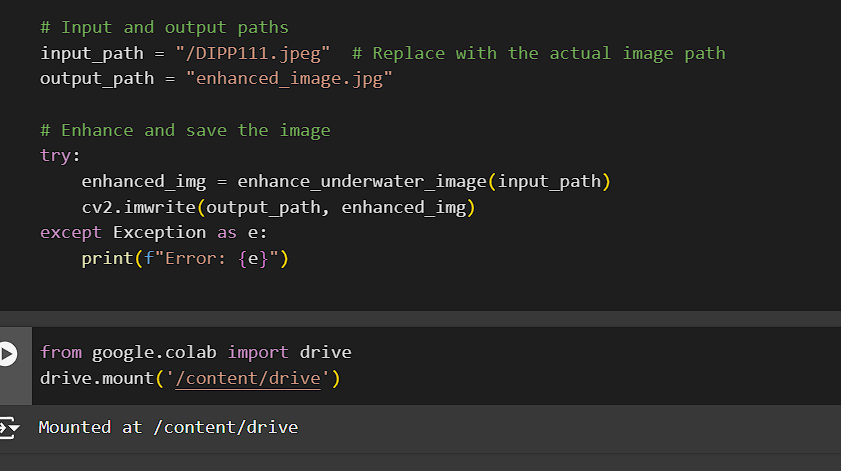 # Input and output paths
input_path = "/DIPP111.jpeg"  # Replace with the actual image path
output_path = "enhanced_image.jpg"
# Enhance and save the image
try:
    enhanced_img = enhance_underwater_image(input_path)
    cv2.imwrite(output_path, enhanced_img)
except Exception as e:
    print(f"Error: {e}")
from google.colab import drive
drive.mount('/content/drive')
Mounted at /content/drive